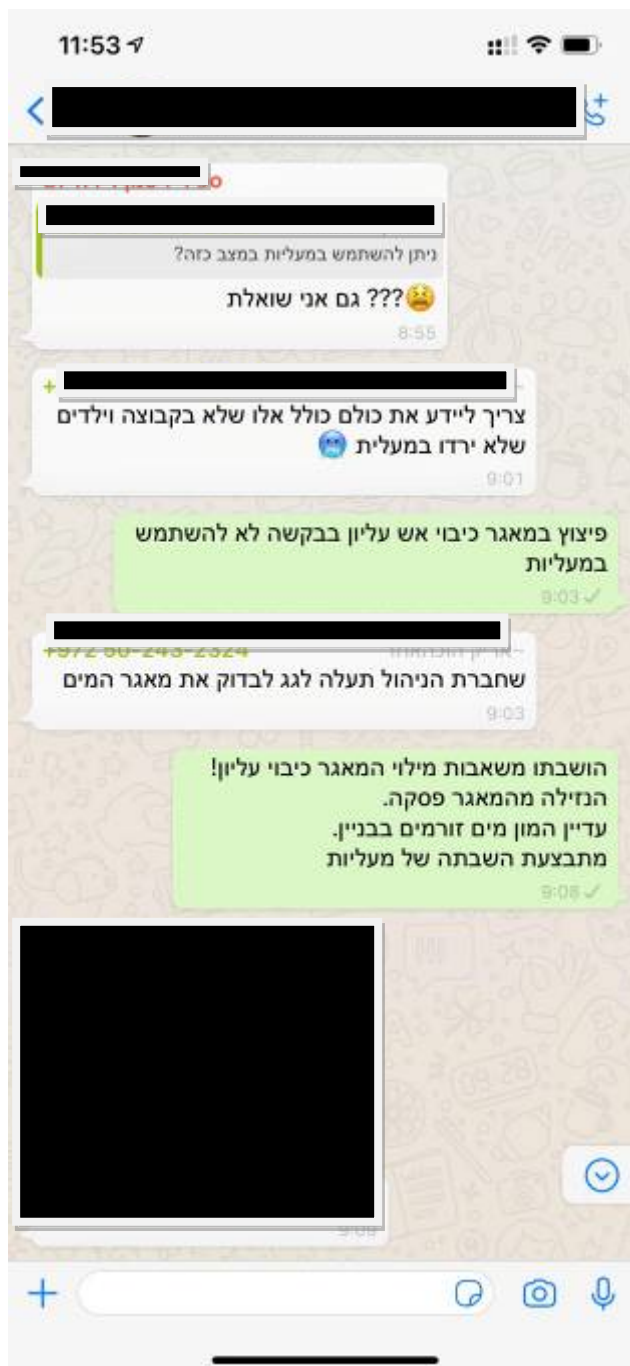 11:53
ניתן להשתמש במעליות במצב כזה?
😫??? גם אני שואלת
8:55
צריך ליידע את כולם כולל אלו שלא בקבוצה וילדים
שלא ירדו במעלית 🥶
9:01
פיצוץ במאגר כיבוי אש עליון בבקשה לא להשתמש
במעליות
9:03
שחברת הניהול תעלה לגג לבדוק את מאגר המים
9:03
הושבתו משאבות מילוי המאגר כיבוי עליון!
הנזילה מהמאגר פסקה.
עדיין המון מים זורמים בבניין.
מתבצעת השבתה של מעליות
9:08
9:09